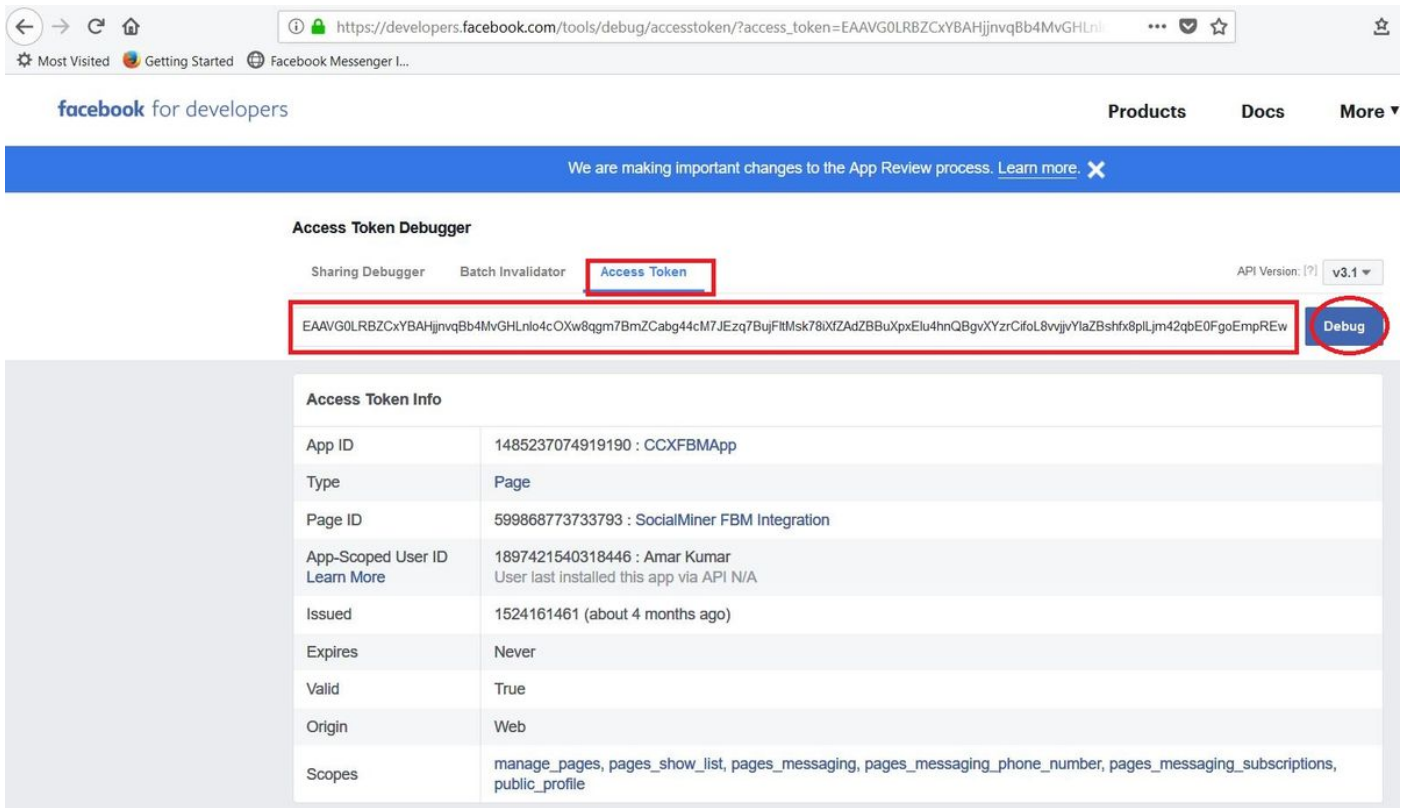 https://developers.facebook.com/tools/debug/accesstoken/?access_token=
Most Visited Getting Started Facebook Messenger I...
facebook for developers Products Docs More
We are making important changes to the App Review process. Learn more.
Access Token Debugger
Sharing Debugger Batch Invalidator Access Token API Version: [?] v3.1
Debug
Access Token Info
App ID 1485237074919190 : CCXFBMApp
Type Page
Page ID 599868773733793 : SocialMiner FBM Integration
App-Scoped User ID 1897421540318446 : Amar Kumar
Learn More User last installed this app via API N/A
Issued 1524161461 (about 4 months ago)
Expires Never
Valid True
Origin Web
Scopes manage_pages, pages_show_list, pages_messaging, pages_messaging_phone_number, pages_messaging_subscriptions,
public_profile